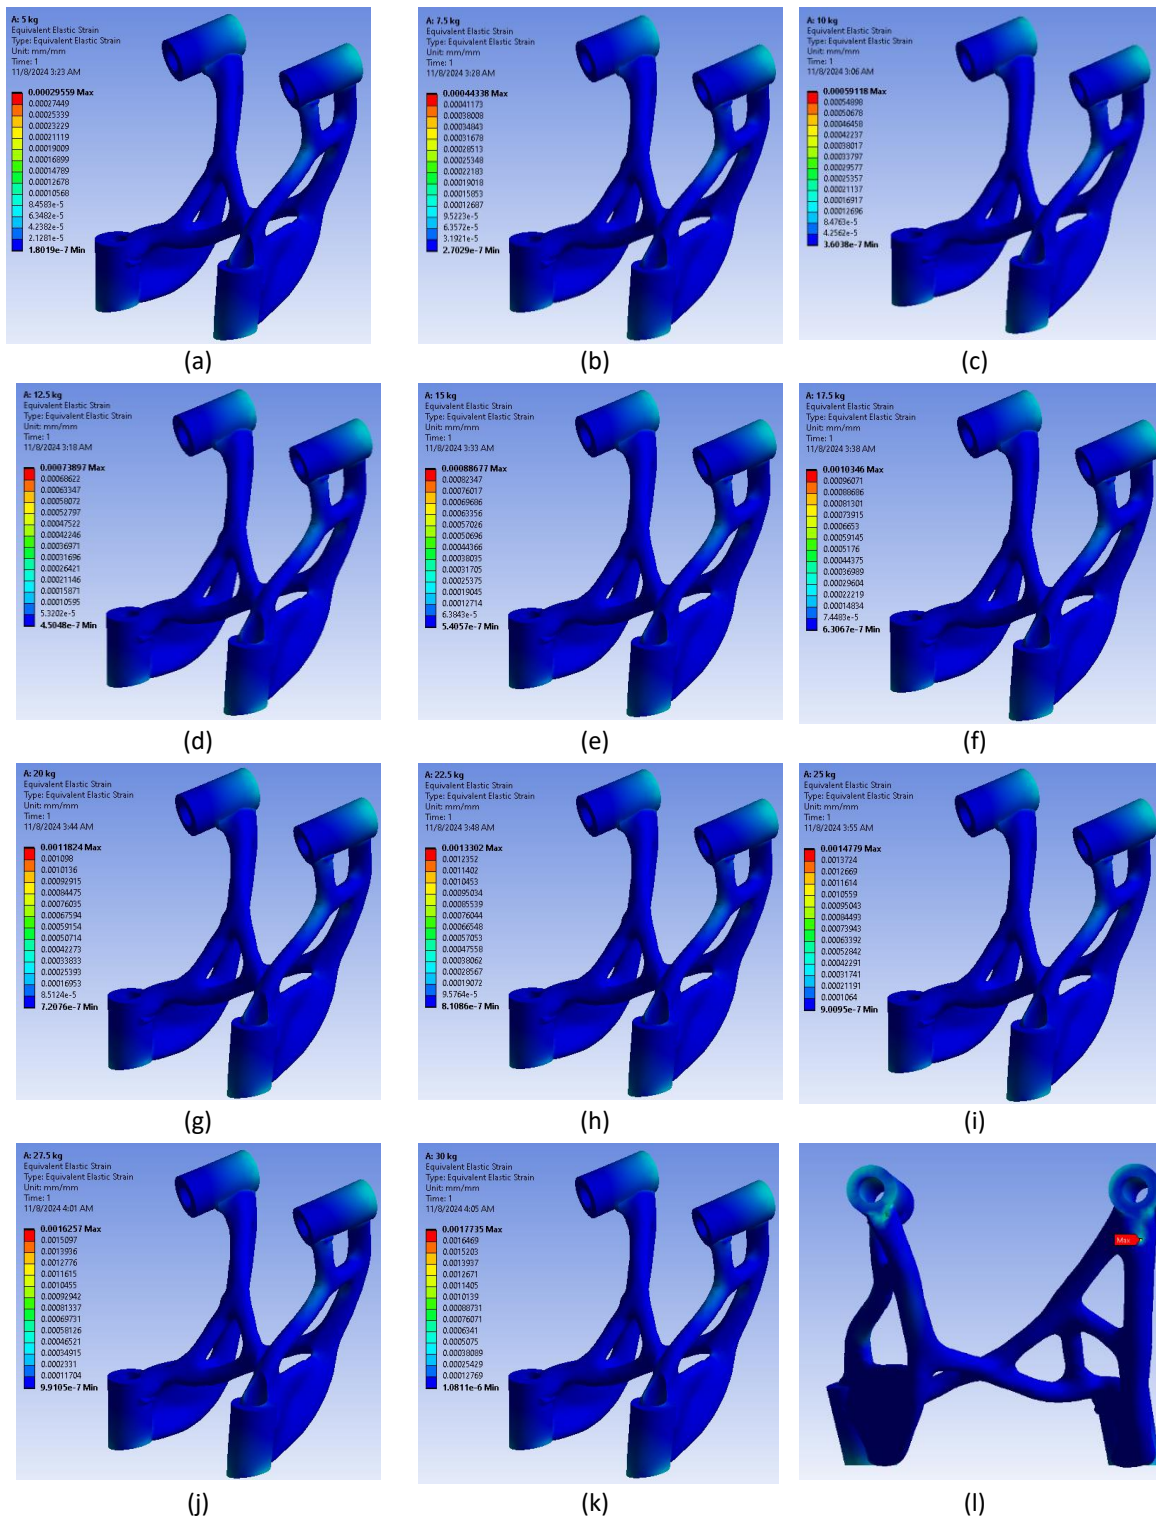 A: 5 kg
Equivalent Elastic Strain
Type: Equivalent Elastic Strain
Unit: mm/mm
Time: 1
11/8/2024 3:23 AM
0.00029559 Max
0.00027449
0.00025339
0.00023229
0.00021119
0.00019009
0.00016899
0.00014789
0.00012678
0.00010568
8.4583e-5
6.3482e-5
4.2382e-5
2.1281e-5
1.8019e-7 Min
(a)
A: 7.5 kg
Equivalent Elastic Strain
Type: Equivalent Elastic Strain
Unit: mm/mm
Time: 1
11/8/2024 3:28 AM
0.00044338 Max
0.00041173
0.00038008
0.00034843
0.00031678
0.00028513
0.00025348
0.00022183
0.00019018
0.00015853
0.00012687
9.5223e-5
6.3572e-5
3.1921e-5
2.7029e-7 Min
(b)
A: 10 kg
Equivalent Elastic Strain
Type: Equivalent Elastic Strain
Unit: mm/mm
Time: 1
11/8/2024 3:06 AM
0.00059118 Max
0.00054898
0.00050678
0.00046458
0.00042237
0.00038017
0.00033797
0.00029577
0.00025357
0.00021137
0.00016917
0.00012696
8.4763e-5
4.2562e-5
3.6038e-7 Min
(c)
A: 12.5 kg
Equivalent Elastic Strain
Type: Equivalent Elastic Strain
Unit: mm/mm
Time: 1
11/8/2024 3:18 AM
0.00073897 Max
0.00068622
0.00063347
0.00058072
0.00052797
0.00047522
0.00042246
0.00036971
0.00031696
0.00026421
0.00021146
0.00015871
0.00010595
5.3202e-5
4.5048e-7 Min
(d)
A: 15 kg
Equivalent Elastic Strain
Type: Equivalent Elastic Strain
Unit: mm/mm
Time: 1
11/8/2024 3:33 AM
0.00088677 Max
0.00082347
0.00076017
0.00069686
0.00063356
0.00057026
0.00050696
0.00044366
0.00038035
0.00031705
0.00025375
0.00019045
0.00012714
6.3843e-5
5.4057e-7 Min
(e)
A: 17.5 kg
Equivalent Elastic Strain
Type: Equivalent Elastic Strain
Unit: mm/mm
Time: 1
11/8/2024 3:38 AM
0.0010346 Max
0.00096071
0.00088686
0.00081301
0.00073915
0.0006653
0.00059145
0.0005176
0.00044375
0.00036989
0.00029604
0.00022219
0.00014834
7.4483e-5
6.3067e-7 Min
(f)
A: 20 kg
Equivalent Elastic Strain
Type: Equivalent Elastic Strain
Unit: mm/mm
Time: 1
11/8/2024 3:44 AM
0.0011824 Max
0.001098
0.0010136
0.00092915
0.00084475
0.00076035
0.00067594
0.00059154
0.00050714
0.00042273
0.00033833
0.00025393
0.00016953
8.5124e-5
7.2076e-7 Min
(g)
A: 22.5 kg
Equivalent Elastic Strain
Type: Equivalent Elastic Strain
Unit: mm/mm
Time: 1
11/8/2024 3:48 AM
0.0013302 Max
0.0012352
0.0011402
0.0010453
0.00095034
0.00085539
0.00076044
0.00066548
0.00057053
0.00047558
0.00038062
0.00028567
0.00019072
9.5764e-5
8.1086e-7 Min
(h)
A: 25 kg
Equivalent Elastic Strain
Type: Equivalent Elastic Strain
Unit: mm/mm
Time: 1
11/8/2024 3:55 AM
0.0014779 Max
0.0013724
0.0012669
0.0011614
0.0010559
0.00095043
0.00084493
0.00073943
0.00063392
0.00052842
0.00042291
0.00031741
0.00021191
0.0001064
9.0095e-7 Min
(i)
A: 27.5 kg
Equivalent Elastic Strain
Type: Equivalent Elastic Strain
Unit: mm/mm
Time: 1
11/8/2024 4:01 AM
0.0016257 Max
0.0015097
0.0013936
0.0012776
0.0011615
0.0010455
0.00092942
0.00081337
0.00069731
0.00058126
0.00046521
0.00034915
0.0002331
0.00011704
9.9105e-7 Min
(j)
A: 30 kg
Equivalent Elastic Strain
Type: Equivalent Elastic Strain
Unit: mm/mm
Time: 1
11/8/2024 4:05 AM
0.0017735 Max
0.0016469
0.0015203
0.0013937
0.0012671
0.0011405
0.0010139
0.00088731
0.00076071
0.0006341
0.0005075
0.00038089
0.00025429
0.00012769
1.0811e-6 Min
(k)
Max
(l)